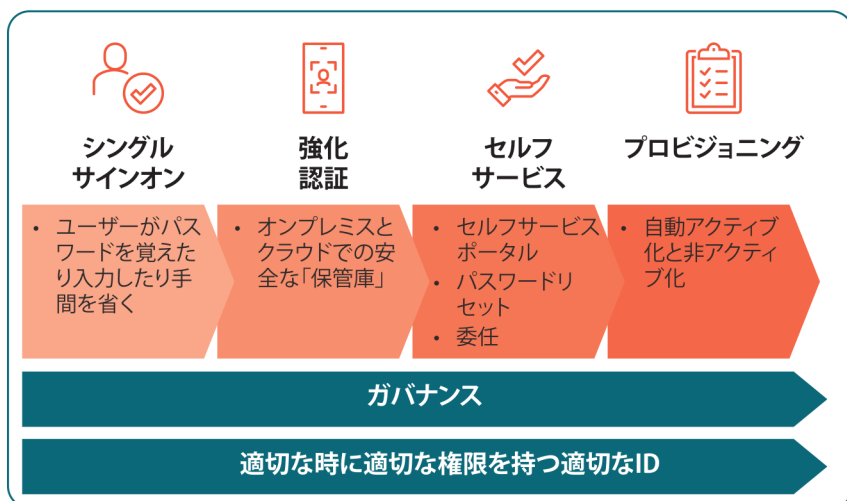 シングル
サインオン
強化
認証
セルフ
サービス
プロビジョニング
• ユーザーがパス
ワードを覚えた
り入力したり手
間を省く
• オンプレミスと
クラウドでの安
全な「保管庫」
• セルフサービス
ポータル
• パスワードリ
セット
• 委任
• 自動アクティブ
化と非アクティ
ブ化
ガバナンス
適切な時に適切な権限を持つ適切なID